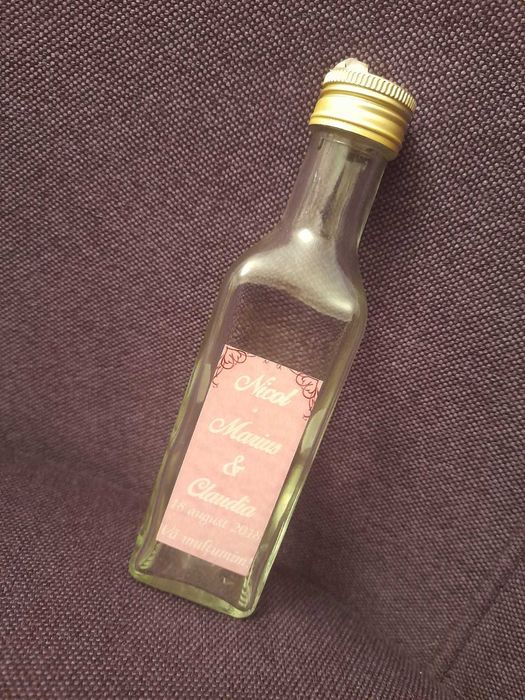 Nicol
Marius
&
Claudia
18 august 2018
Vă mulțumim!